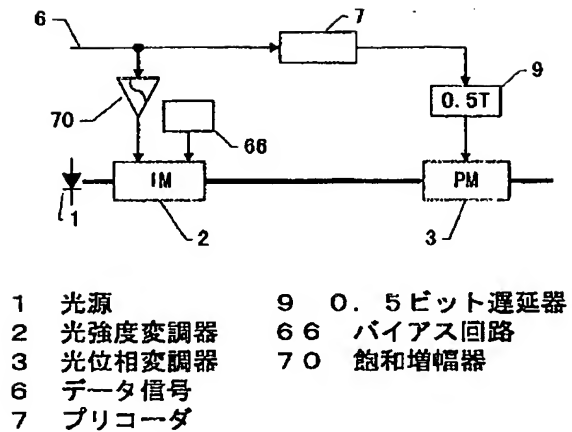 6
7
9
70
66
0.5T
IM
PM
1
2
3
1 光源
2 光強度変調器
3 光位相変調器
6 データ信号
7 プリコーダ
9 0.5ビット遅延器
66 バイアス回路
70 飽和増幅器